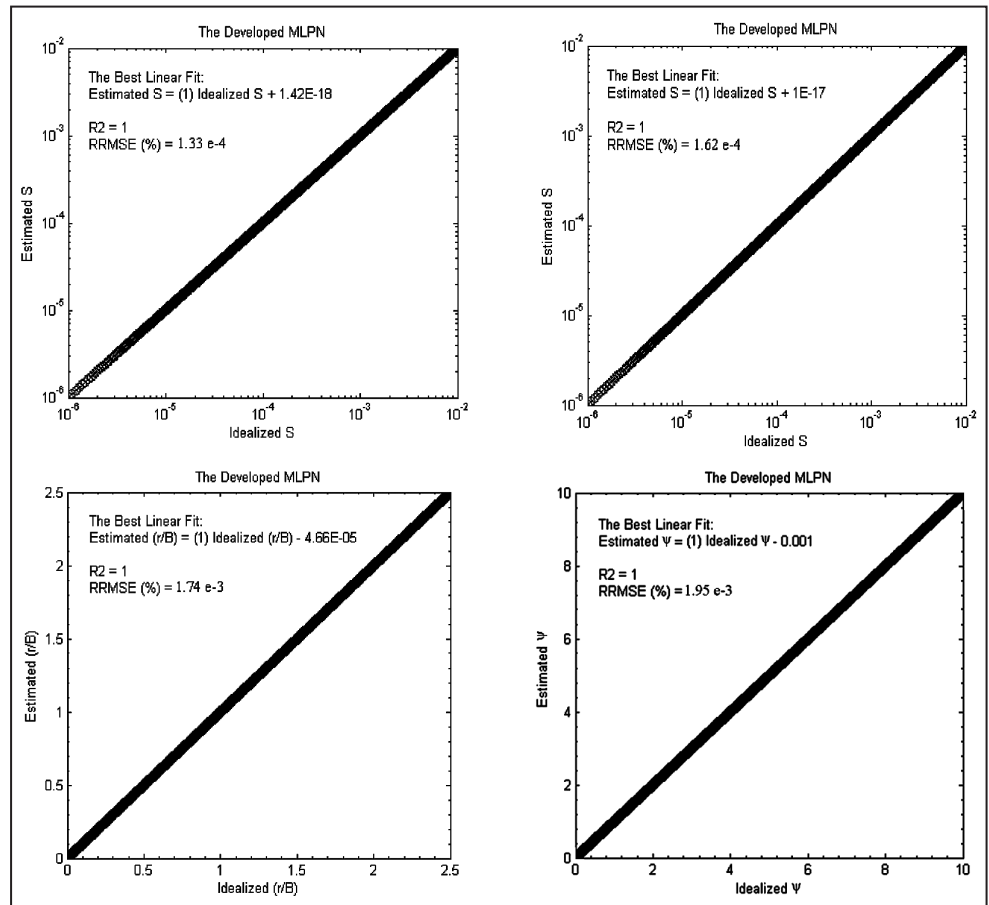 The Developed MLPN
The Best Linear Fit:
Estimated S = (1) Idealized S + 1.42E-18
R2 = 1
RRMSE (%) = 1.33 e-4
10^-2
10^-3
10^-4
10^-5
10^-6
Estimated S
10^-6 10^-5 10^-4 10^-3 10^-2
Idealized S
The Developed MLPN
The Best Linear Fit:
Estimated S = (1) Idealized S + 1E-17
R2 = 1
RRMSE (%) = 1.62 e-4
10^-2
10^-3
10^-4
10^-5
10^-6
Estimated S
10^-6 10^-5 10^-4 10^-3 10^-2
Idealized S
The Developed MLPN
The Best Linear Fit:
Estimated (r/B) = (1) Idealized (r/B) - 4.66E-05
R2 = 1
RRMSE (%) = 1.74 e-3
2.5
2
1.5
1
0.5
0
Estimated (r/B)
0 0.5 1 1.5 2 2.5
Idealized (r/B)
The Developed MLPN
The Best Linear Fit:
Estimated Ψ = (1) Idealized Ψ - 0.001
R2 = 1
RRMSE (%) = 1.95 e-3
10
8
6
4
2
0
Estimated Ψ
0 2 4 6 8 10
Idealized Ψ